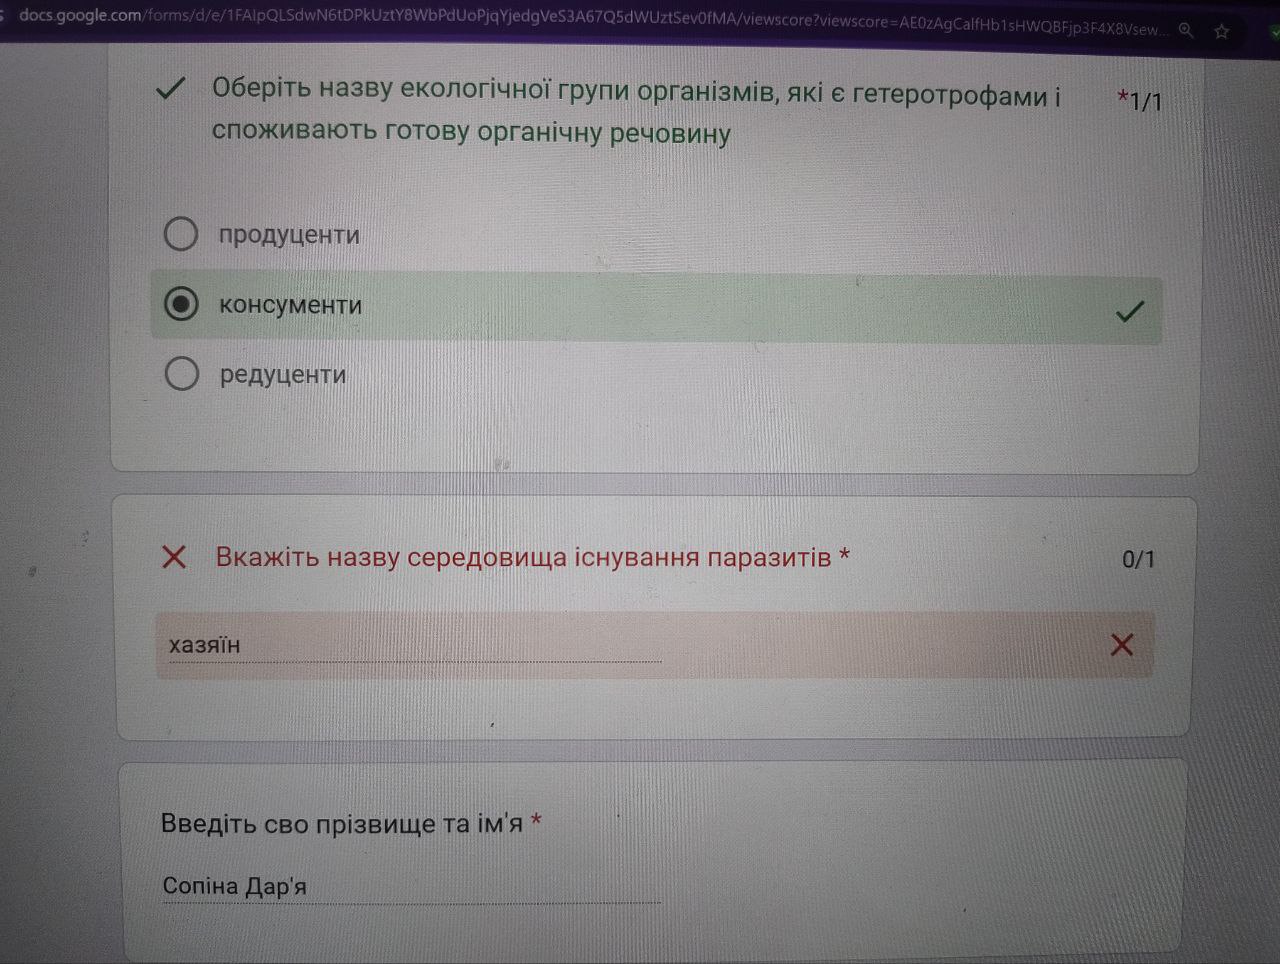 docs.google.com/forms/d/e/1FAIpQLSdwN6tDPkUztY8WbPdUoPjqYjedgVeS3A67Q5dWUztSev0fMA/viewscore?viewscore=AE0zAgCalfHb1sHWQBFjp3F4X8Vsew...
Оберіть назву екологічної групи організмів, які є гетеротрофами і *1/1
споживають готову органічну речовину
продуценти
консументи
редуценти
Вкажіть назву середовища існування паразитів * 0/1
хазяїн
Введіть сво прізвище та ім'я *
Сопіна Дар'я